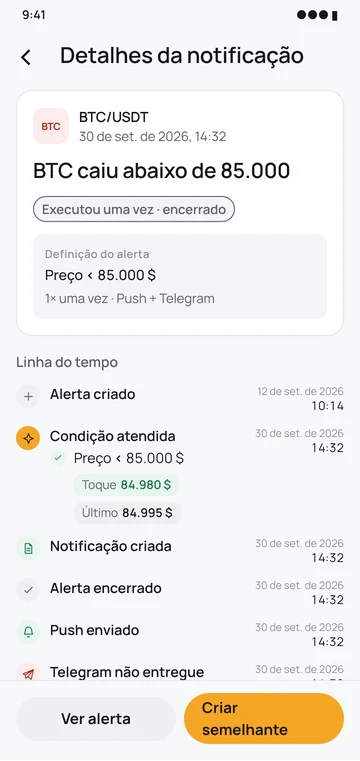 9:41
Detalhes da notificação
BTC
BTC/USDT
30 de set. de 2026, 14:32
BTC caiu abaixo de 85.000
Executou uma vez · encerrado
Definição do alerta
Preço < 85.000 $
1× uma vez · Push + Telegram
Linha do tempo
Alerta criado
12 de set. de 2026
10:14
Condição atendida
30 de set. de 2026
14:32
Preço < 85.000 $
Toque 84.980 $
Último 84.995 $
Notificação criada
30 de set. de 2026
14:32
Alerta encerrado
30 de set. de 2026
14:32
Push enviado
30 de set. de 2026
14:32
Telegram não entregue
30 de set. de 2026
Ver alerta
Criar
semelhante